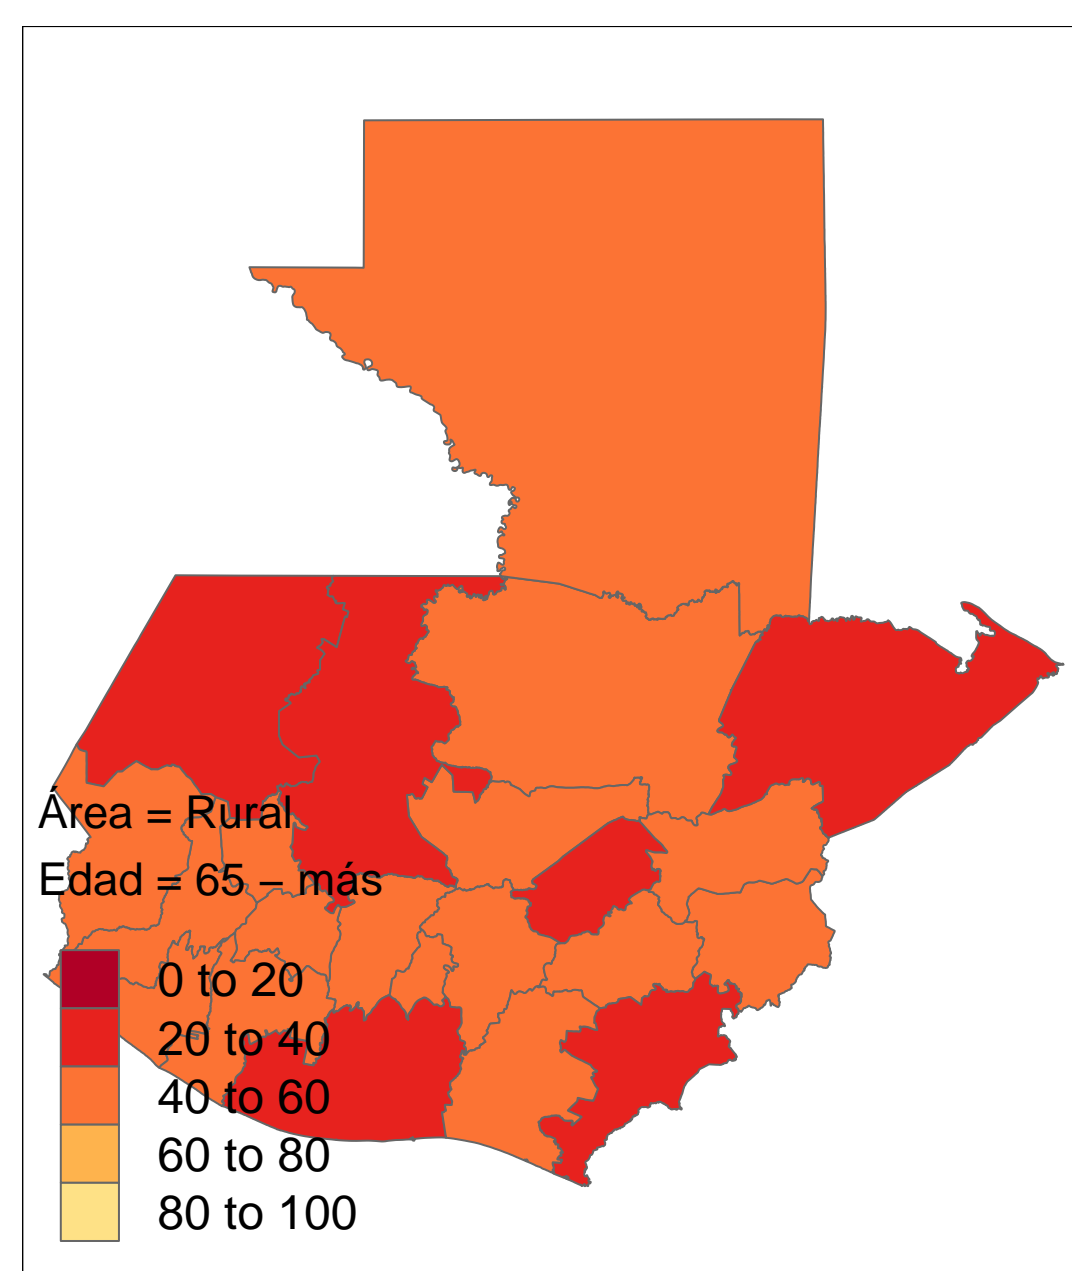 Área = Rural
Edad = 65 – más
0 to 20
20 to 40
40 to 60
60 to 80
80 to 100